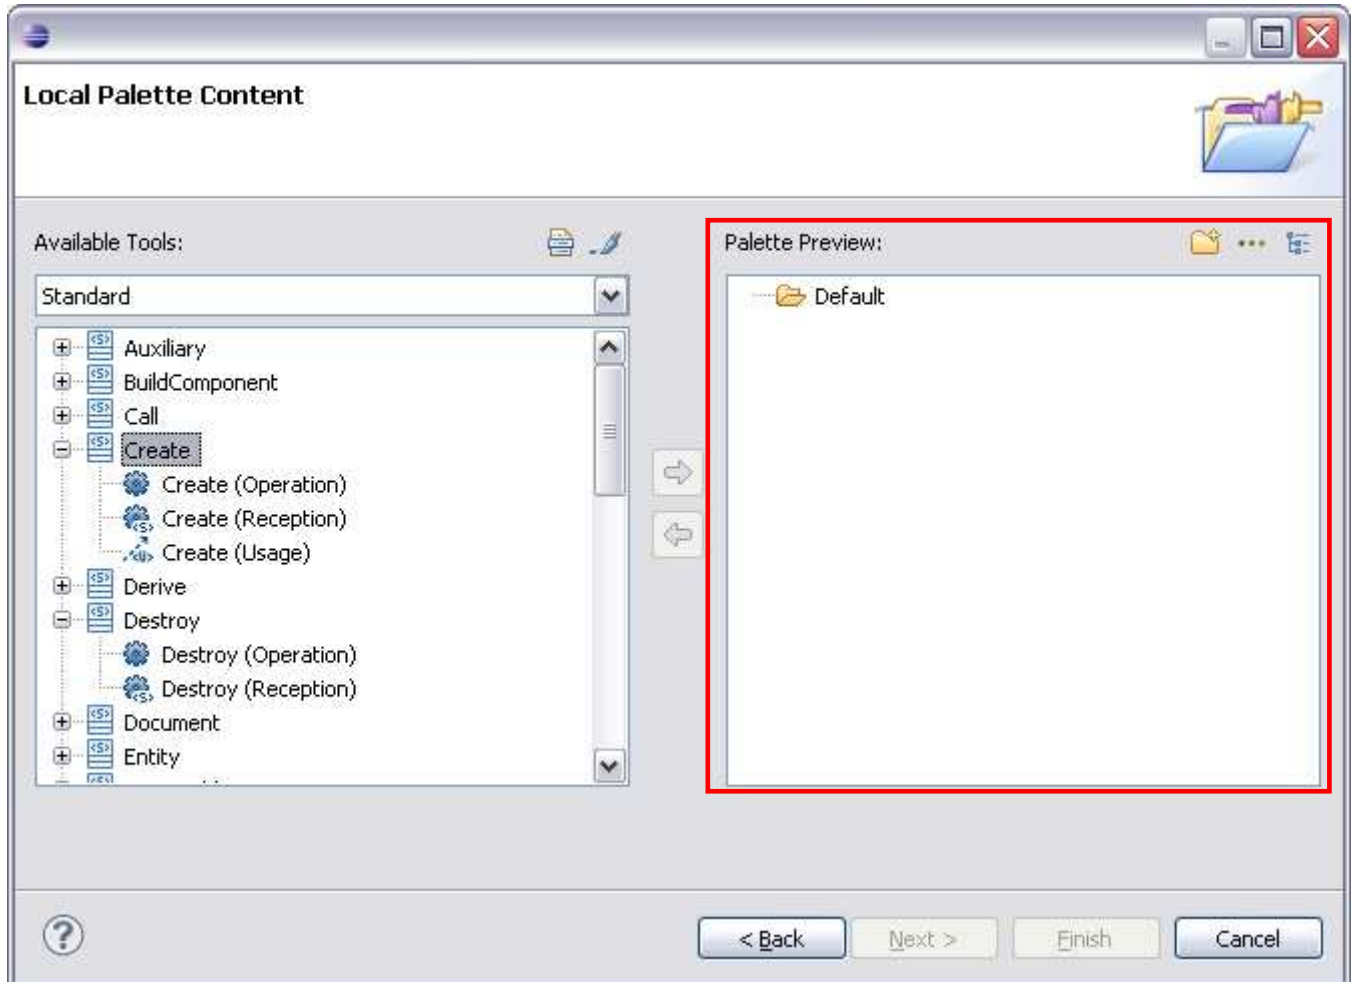 Local Palette Content
Available Tools:
Palette Preview:
Standard
Default
Auxiliary
BuildComponent
Call
Create
Create (Operation)
Create (Reception)
Create (Usage)
Derive
Destroy
Destroy (Operation)
Destroy (Reception)
Document
Entity
< Back
Next >
Finish
Cancel